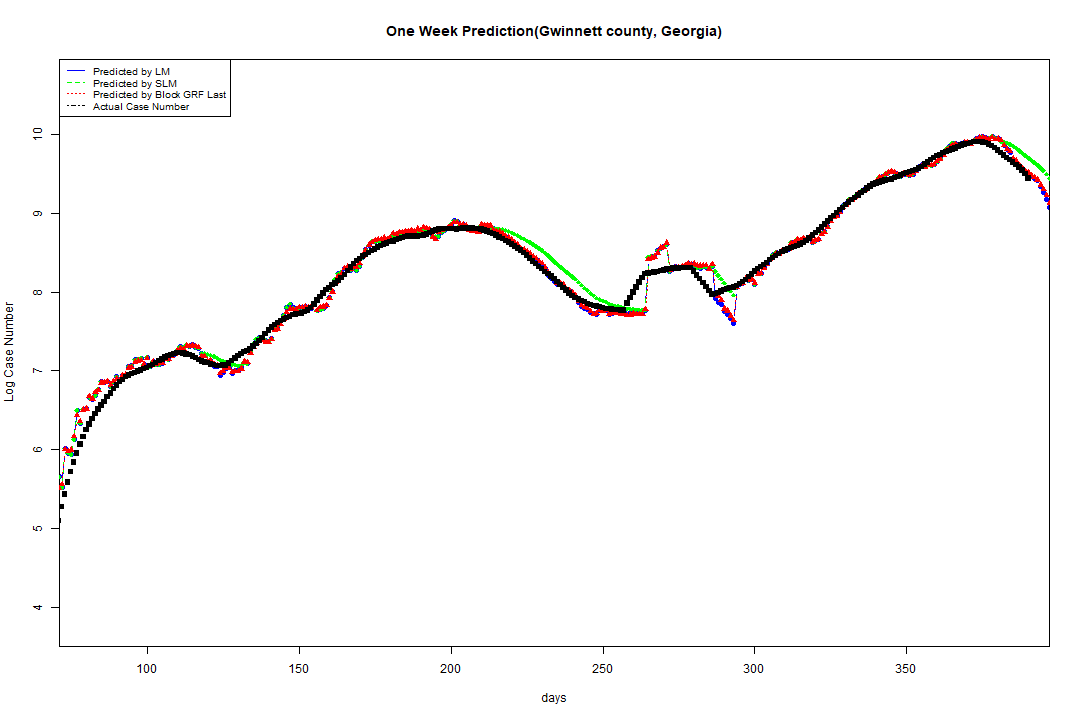 One Week Prediction(Gwinnett county, Georgia)
Predicted by LM
Predicted by SLM
Predicted by Block GRF Last
Actual Case Number
Log Case Number
10
9
8
7
6
5
4
100 150 200 250 300 350
days